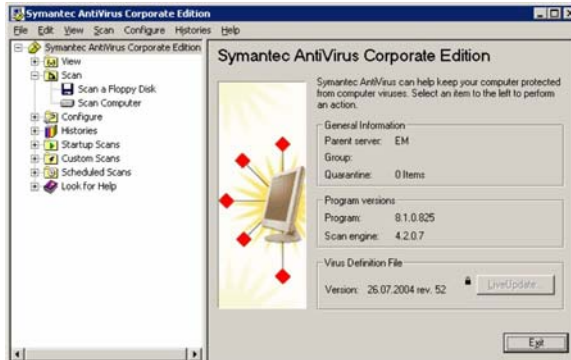 Symantec AntiVirus Corporate Edition
File Edit View Scan Configure Histories Help
Symantec AntiVirus Corporate Edition
View
Scan
Scan a Floppy Disk
Scan Computer
Configure
Histories
Startup Scans
Custom Scans
Scheduled Scans
Look for Help
Symantec AntiVirus Corporate Edition
Symantec AntiVirus can help keep your computer protected
from computer viruses. Select an item to the left to perform
an action.
General Information
Parent server: EM
Group:
Quarantine: 0 Items
Program versions
Program: 8.1.0.825
Scan engine: 4.2.0.7
Virus Definition File
Version: 26.07.2004 rev. 52
LiveUpdate...
Exit